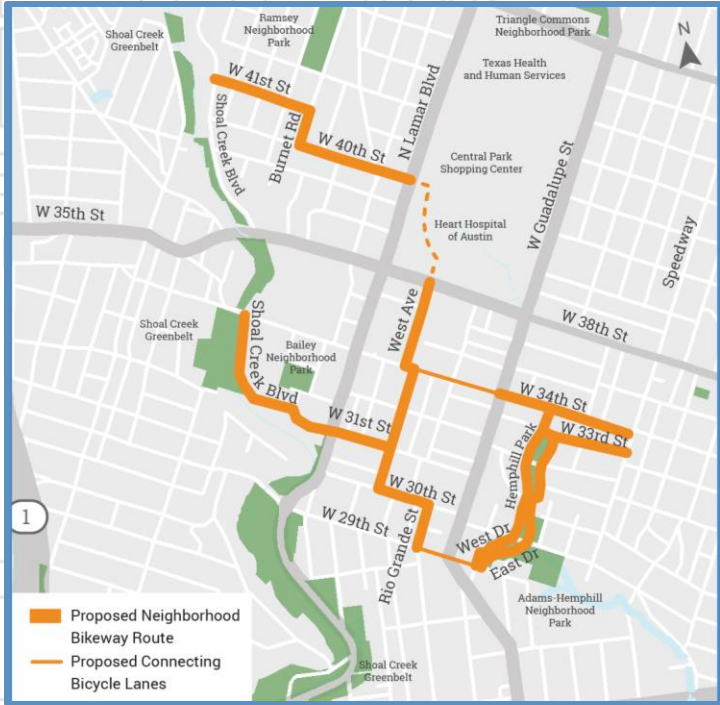 Shoal Creek
Greenbelt
Ramsey
Neighborhood
Park
Triangle Commons
Neighborhood Park
N
W 41st St
Shoal Creek Blvd
Burnet Rd
W 40th St
N Lamar Blvd
Texas Health
and Human Services
Central Park
Shopping Center
W Guadalupe St
Heart Hospital
of Austin
Speedway
W 35th St
W 38th St
Shoal Creek
Greenbelt
Shoal Creek Blvd
Bailey
Neighborhood
Park
West Ave
W 34th St
W 33rd St
W 31st St
Hemphill Park
W 30th St
W 29th St
Rio Grande St
West Dr
East Dr
Adams-Hemphill
Neighborhood
Park
1
Shoal Creek
Greenbelt
Proposed Neighborhood
Bikeway Route
Proposed Connecting
Bicycle Lanes